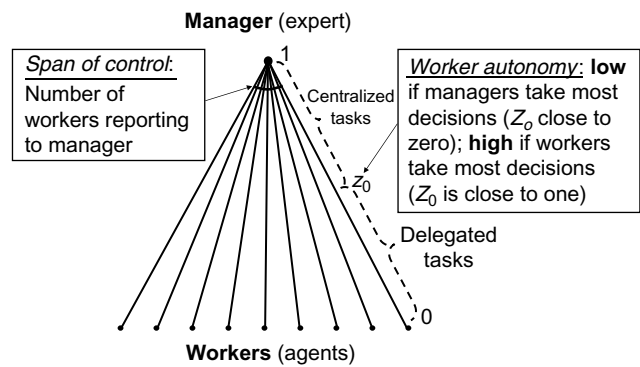 Manager (expert)
1
Span of control:
Number of
workers reporting
to manager
Centralized
tasks
Worker autonomy: low
if managers take most
decisions (Zo close to
zero); high if workers
take most decisions
(Z0 is close to one)
z0
Delegated
tasks
0
Workers (agents)